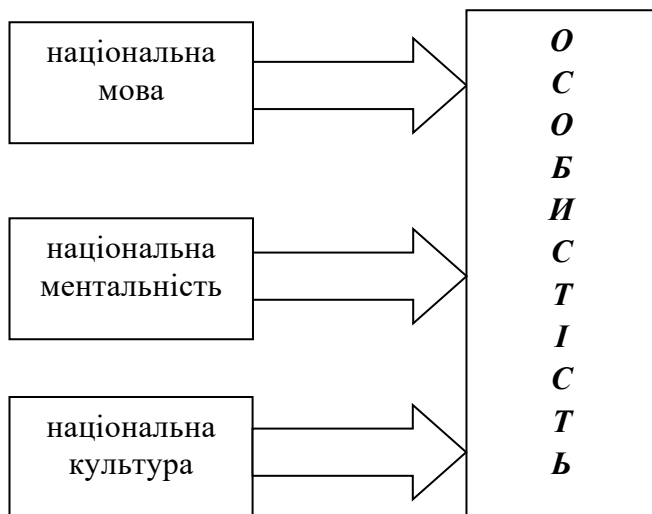 національна
мова
національна
ментальність
національна
культура
О
С
О
Б
И
С
Т
І
С
Т
Ь